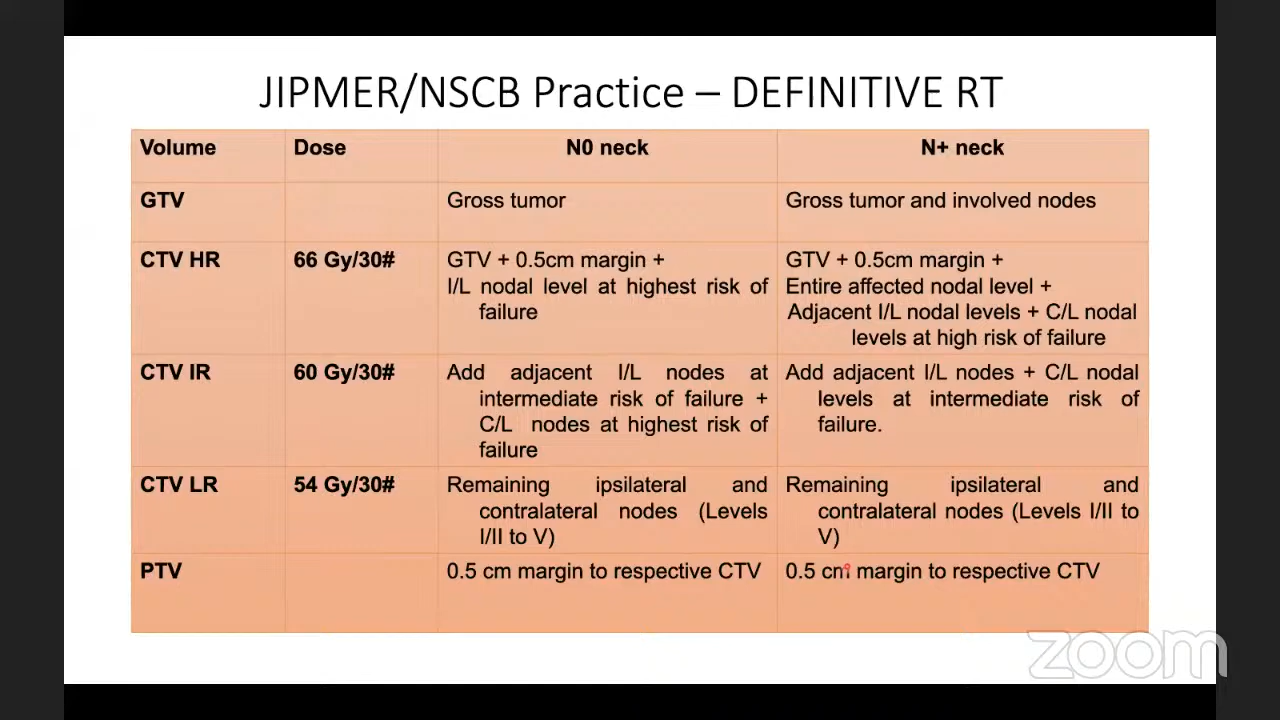 JIPMER/NSCB Practice – DEFINITIVE RT
Volume Dose N0 neck N+ neck
GTV Gross tumor Gross tumor and involved nodes
CTV HR 66 Gy/30# GTV + 0.5cm margin +
I/L nodal level at highest risk of
failure
GTV + 0.5cm margin +
Entire affected nodal level +
Adjacent I/L nodal levels + C/L nodal
levels at high risk of failure
CTV IR 60 Gy/30# Add adjacent I/L nodes at
intermediate risk of failure +
C/L nodes at highest risk of
failure
Add adjacent I/L nodes + C/L nodal
levels at intermediate risk of
failure.
CTV LR 54 Gy/30# Remaining ipsilateral and
contralateral nodes (Levels
I/II to V)
Remaining ipsilateral and
contralateral nodes (Levels I/II to
V)
PTV 0.5 cm margin to respective CTV 0.5 cm margin to respective CTV
zoom